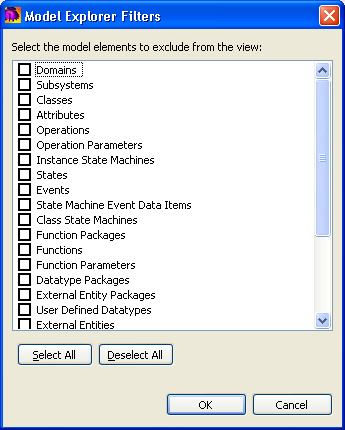 Model Explorer Filters
Select the model elements to exclude from the view:
Domains
Subsystems
Classes
Attributes
Operations
Operation Parameters
Instance State Machines
States
Events
State Machine Event Data Items
Class State Machines
Function Packages
Functions
Function Parameters
Datatype Packages
External Entity Packages
User Defined Datatypes
External Entities
Select All
Deselect All
OK
Cancel